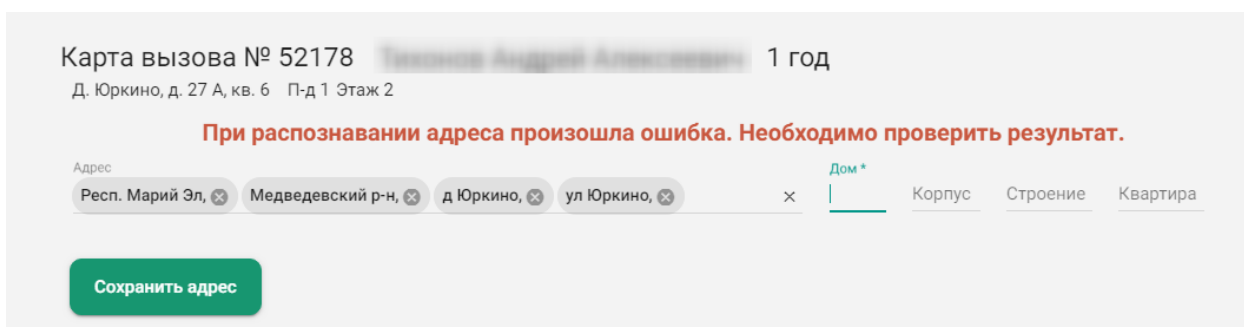 Карта вызова № 52178 1 год
Д. Юркино, д. 27 А, кв. 6 П-д 1 Этаж 2
При распознавании адреса произошла ошибка. Необходимо проверить результат.
Адрес Дом *
Респ. Марий Эл, Медведевский р-н, д Юркино, ул Юркино, Корпус Строение Квартира
Сохранить адрес